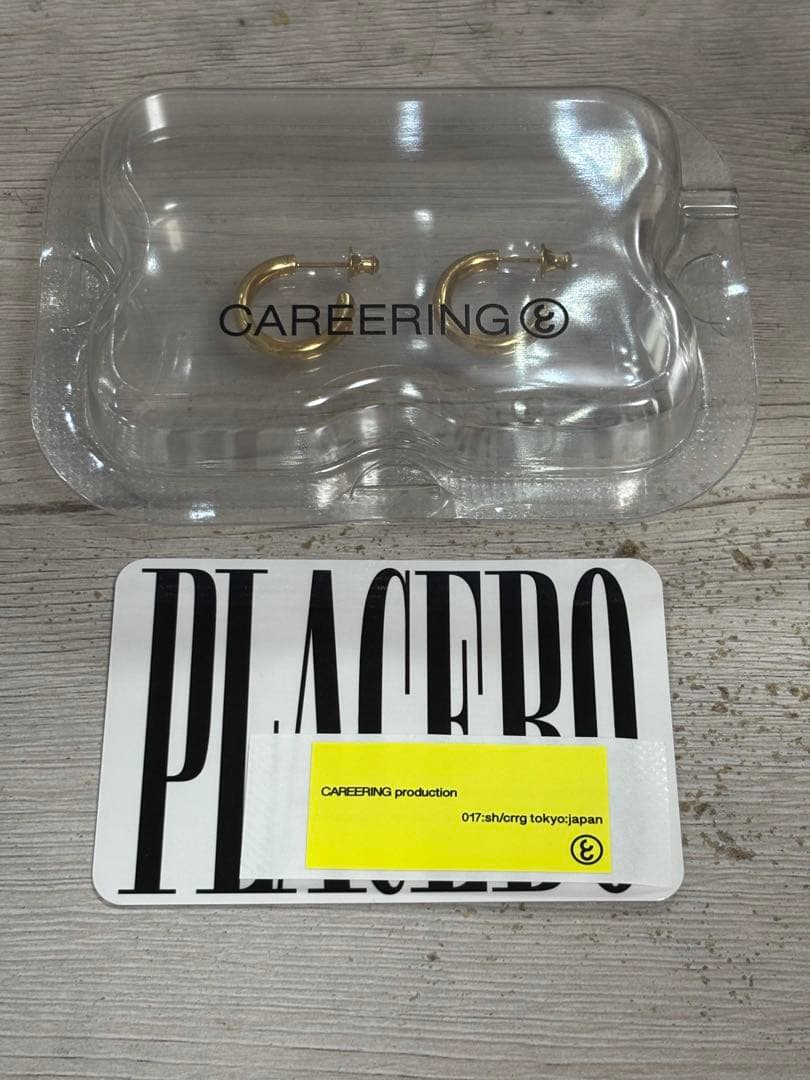 CAREERING
PLACEBO
CAREERING production
017:sh/crrg tokyo:japan